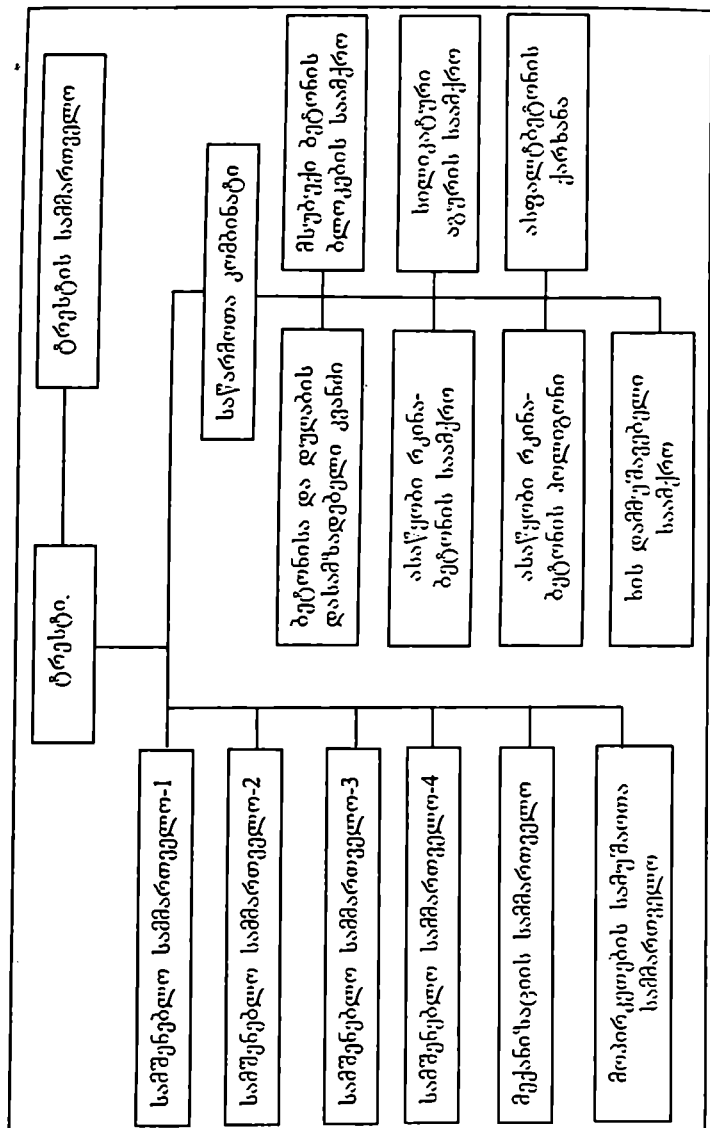 ტრესტი.
ტრესტის სამმართველო
სამშენებლო სამმართველო-1
სამშენებლო სამმართველო-2
სამშენებლო სამმართველო-3
სამშენებლო სამმართველო-4
მექანიზაციის სამმართველო
მოპირკეთების სამუშაოთა
სამმართველო
საწარმოთა კომბინატი
ბეტონისა და დუღაბის
დასამზადებელი კვანძი
მსუბუქი ბეტონის
ბლოკების საამქრო
ასაწყობი რკინა-
ბეტონის საამქრო
სილიკატური
აგურის საამქრო
ასაწყობი რკინა-
ბეტონის პოლიგონი
ასფალტბეტონის
ქარხანა
ხის დამმუშავებელი
საამქრო